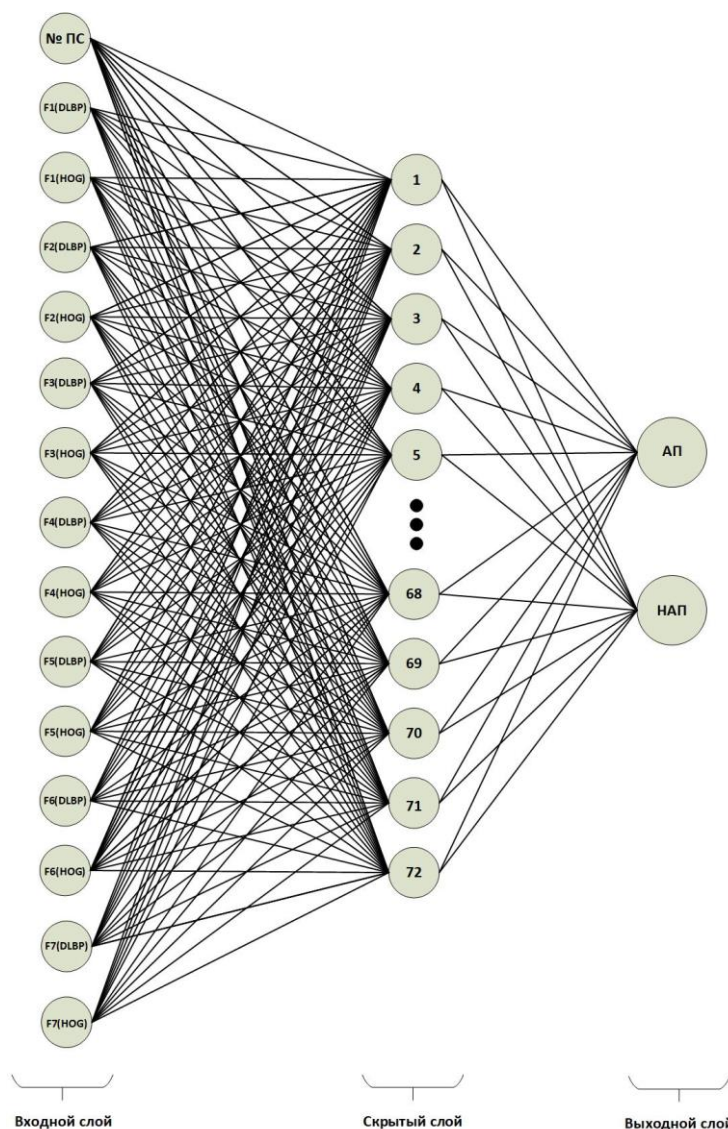 № ПС
F1(DLBP)
F1(HOG)
F2(DLBP)
F2(HOG)
F3(DLBP)
F3(HOG)
F4(DLBP)
F4(HOG)
F5(DLBP)
F5(HOG)
F6(DLBP)
F6(HOG)
F7(DLBP)
F7(HOG)
1
2
3
4
5
68
69
70
71
72
АП
НАП
Входной слой
Скрытый слой
Выходной слой